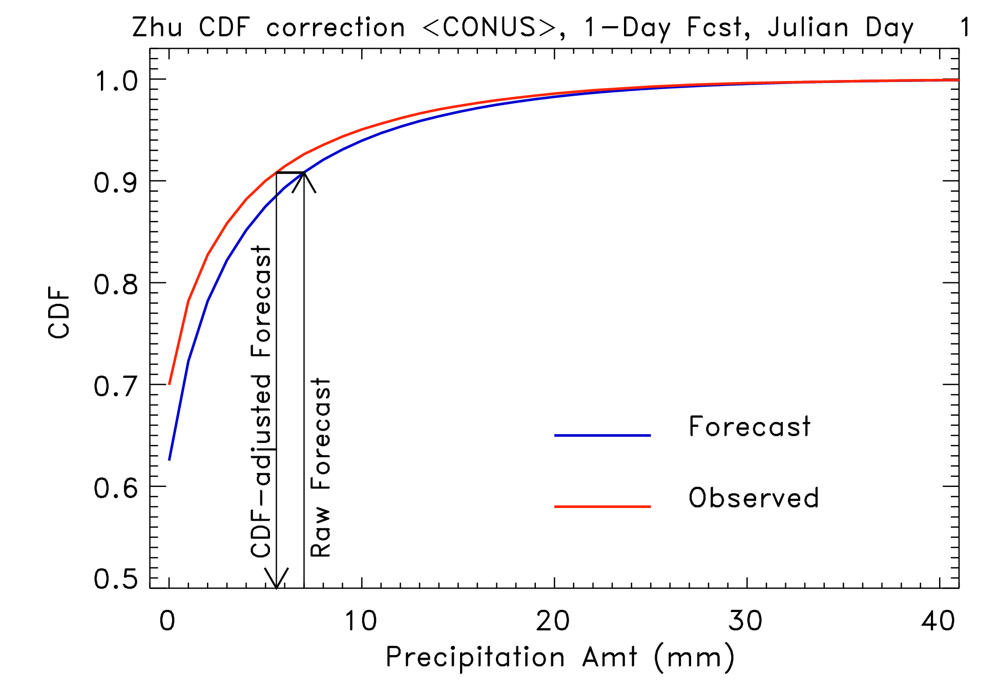 Zhu CDF correction <CONUS>, 1-Day Fcst, Julian Day 1
1.0
0.9
0.8
0.7
0.6
0.5
CDF
CDF-adjusted Forecast
Raw Forecast
Forecast
Observed
0 10 20 30 40
Precipitation Amt (mm)